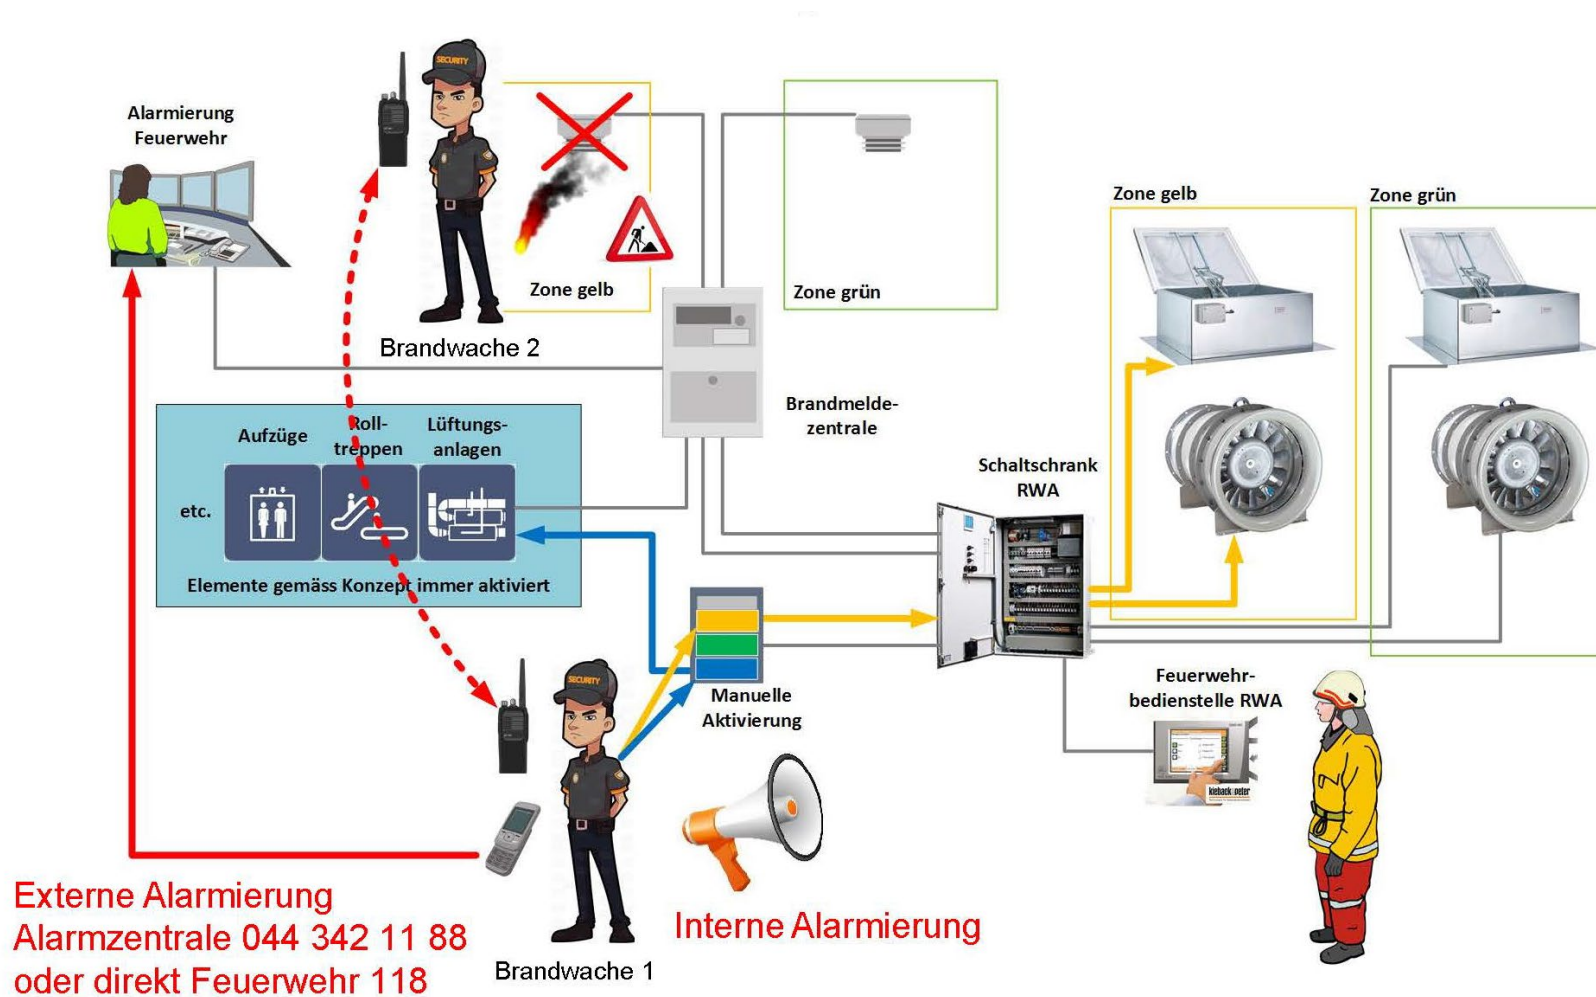 SECURITY
Alarmierung
Feuerwehr
Zone gelb
Zone grün
Brandwache 2
Brandmelde-
zentrale
Zone gelb
Zone grün
Aufzüge
Roll-
treppen
Lüftungs-
anlagen
etc.
Elemente gemäss Konzept immer aktiviert
Schaltschrank
RWA
SECURITY
Manuelle
Aktivierung
Feuerwehr-
bedienstelle RWA
kieback peter
Externe Alarmierung
Alarmzentrale 044 342 11 88
oder direkt Feuerwehr 118
Interne Alarmierung
Brandwache 1